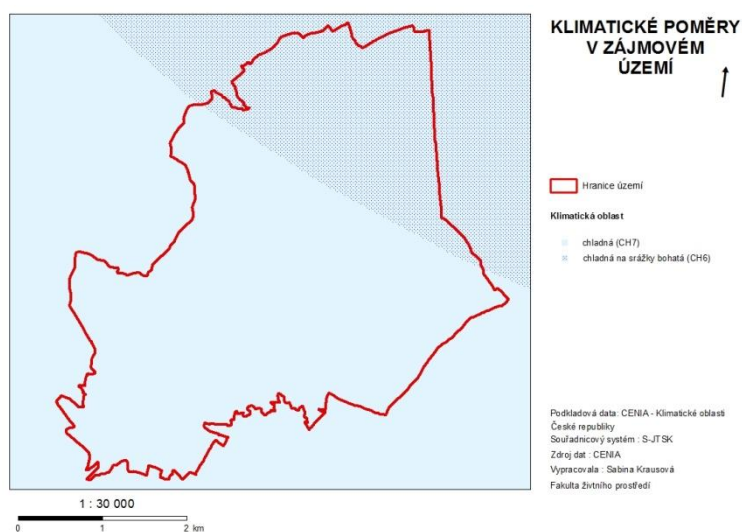 KLIMATICKÉ POMĚRY
V ZÁJMOVÉM
ÚZEMÍ
Hranice území
Klimatická oblast
chladná (CH7)
chladná na srážky bohatá (CH6)
Podkladová data : CENIA - Klimatické oblasti
České republiky
Souřadnicový systém : S-JTSK
Zdroj dat : CENIA
Vypracovala : Sabina Krausová
Fakulta živtního prostředí
1 : 30 000
0 1 2 km